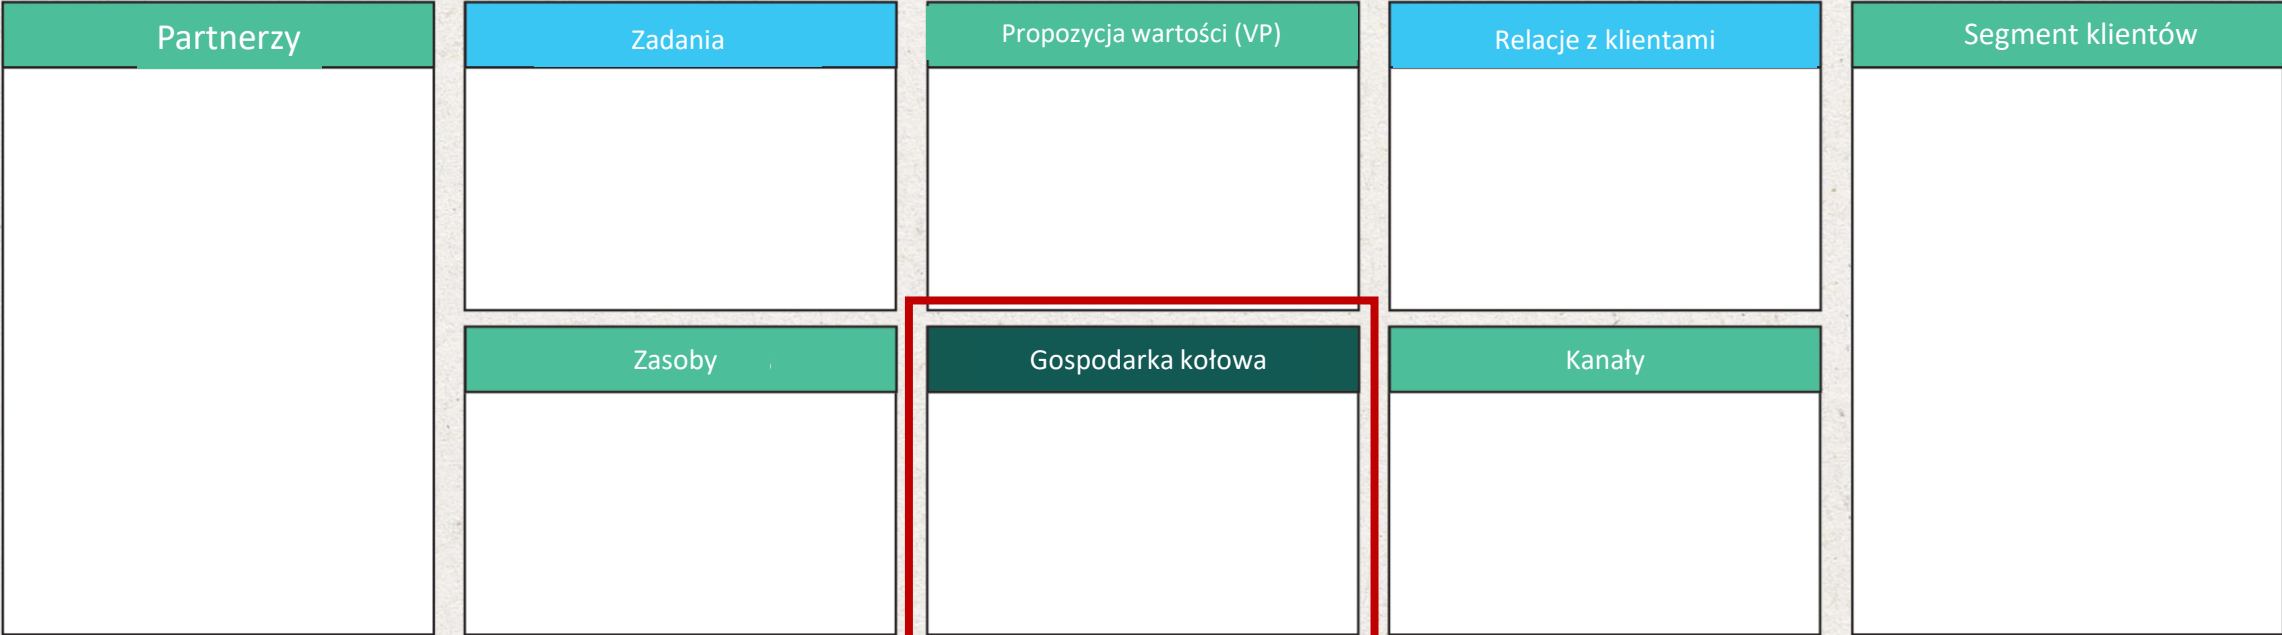 Partnerzy
Zadania
Propozycja wartości (VP)
Relacje z klientami
Segment klientów
Zasoby
Gospodarka kołowa
Kanały